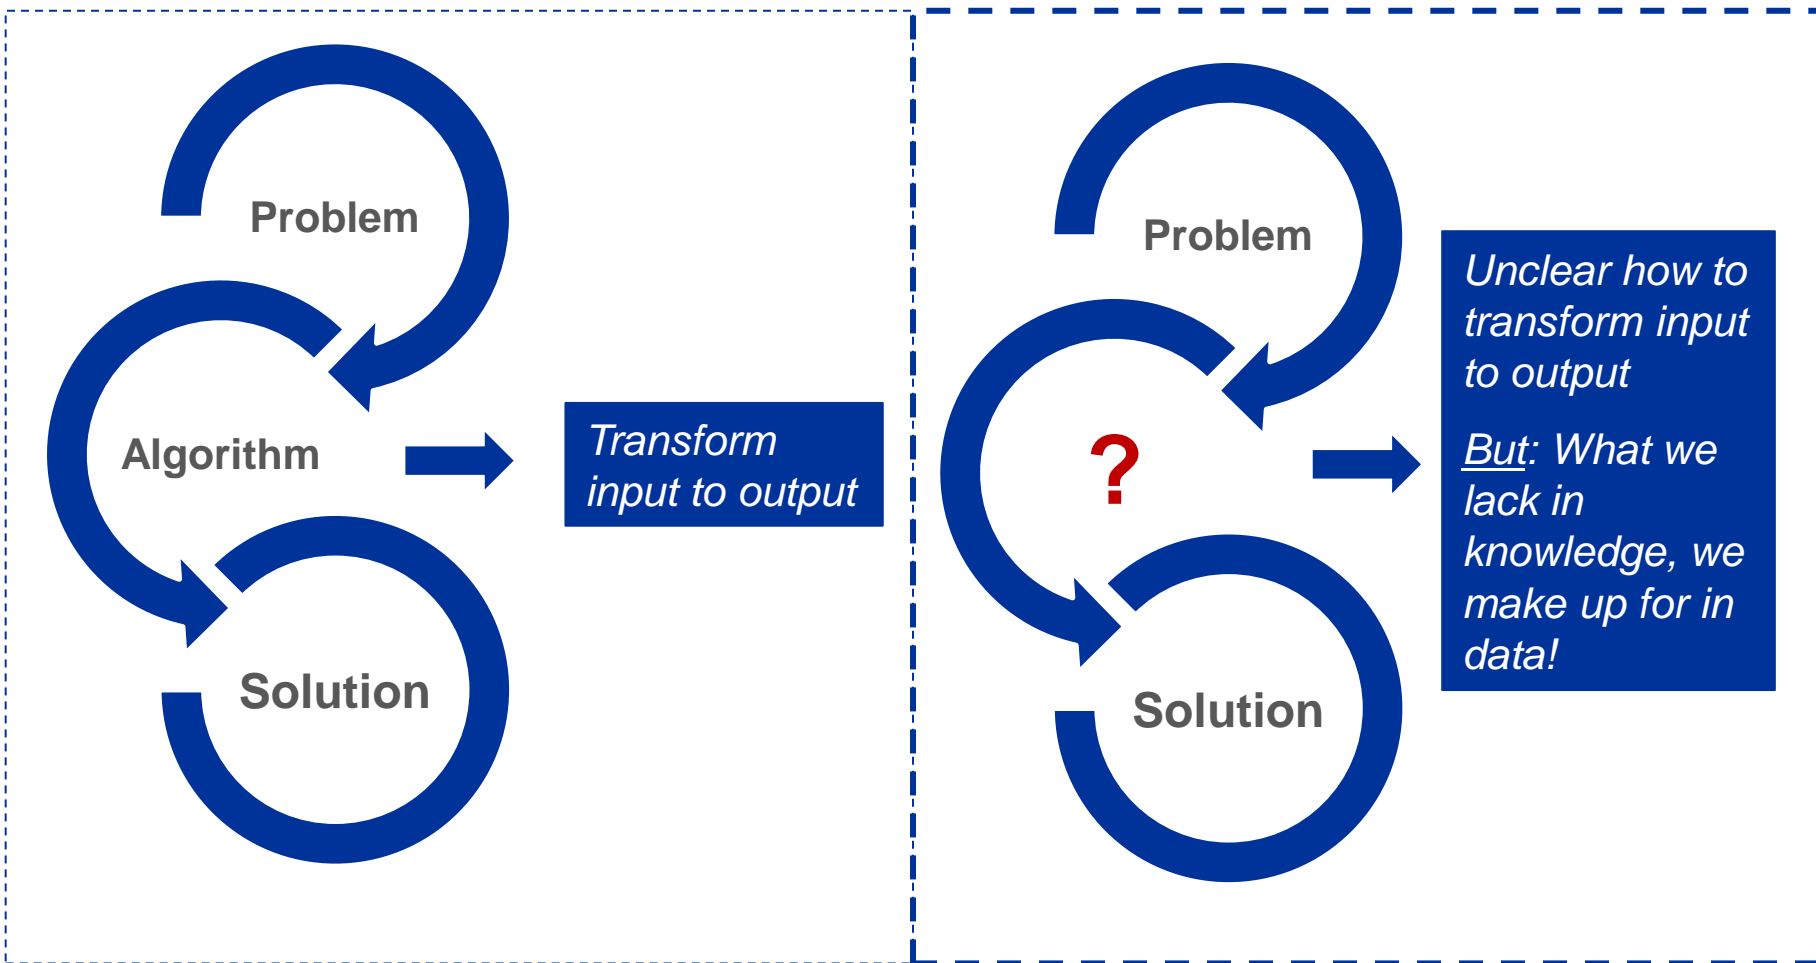 Problem
Algorithm
Solution
Transform
input to output
Problem
?
Solution
Unclear how to
transform input
to output
But: What we
lack in
knowledge, we
make up for in
data!